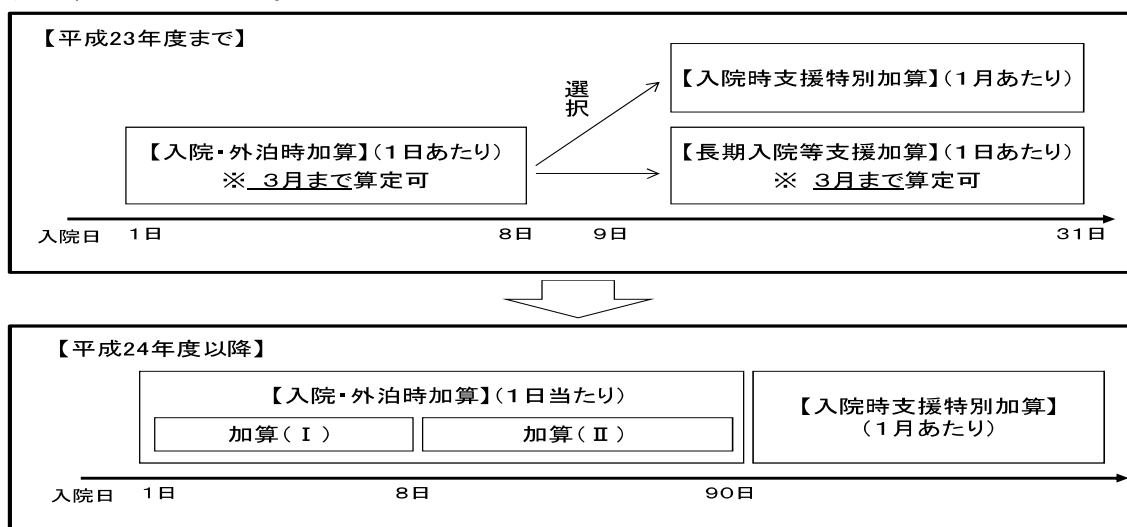 【平成23年度まで】
【入院時支援特別加算】(1月あたり)
選択
【入院・外泊時加算】(1日あたり)
※ 3月まで算定可
【長期入院等支援加算】(1日あたり)
※ 3月まで算定可
入院日 1日 8日 9日 31日
【平成24年度以降】
【入院・外泊時加算】(1日当たり)
加算(Ⅰ) 加算(Ⅱ)
【入院時支援特別加算】
(1月あたり)
入院日 1日 8日 90日